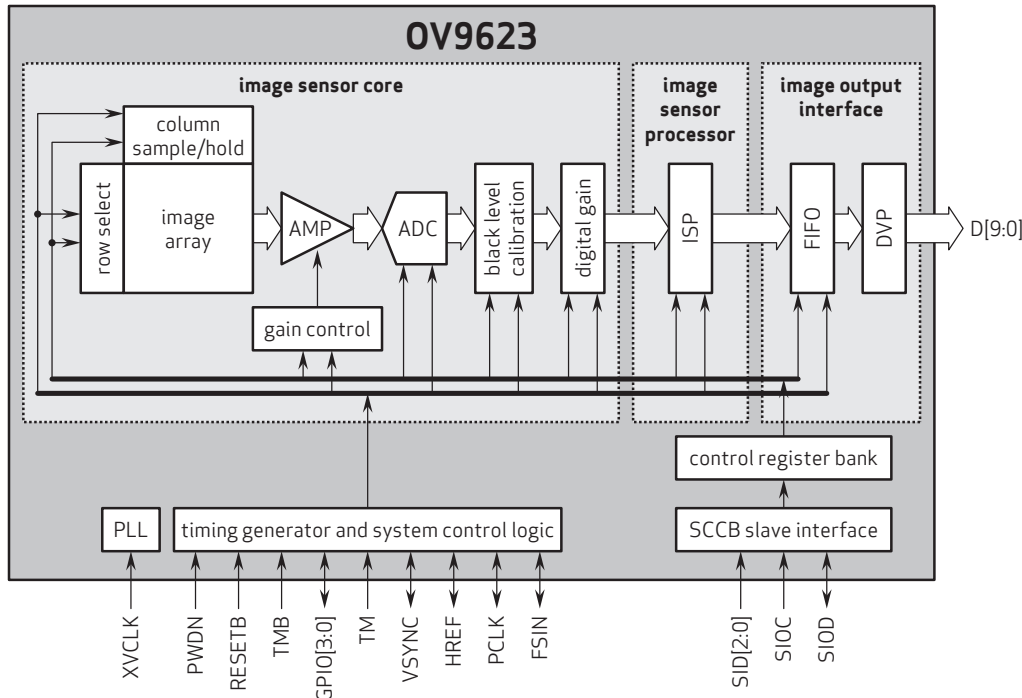 OV9623
image sensor core
image
sensor
processor
image output
interface
column
sample/hold
row select
image
array
AMP
ADC
black level
calibration
digital gain
ISP
FIFO
DVP
D[9:0]
gain control
control register bank
PLL
timing generator and system control logic
SCCB slave interface
XVCLK
PWDN
RESETB
TMB
GPIO[3:0]
TM
VSYNC
HREF
PCLK
FSIN
SID[2:0]
SIOC
SIOD